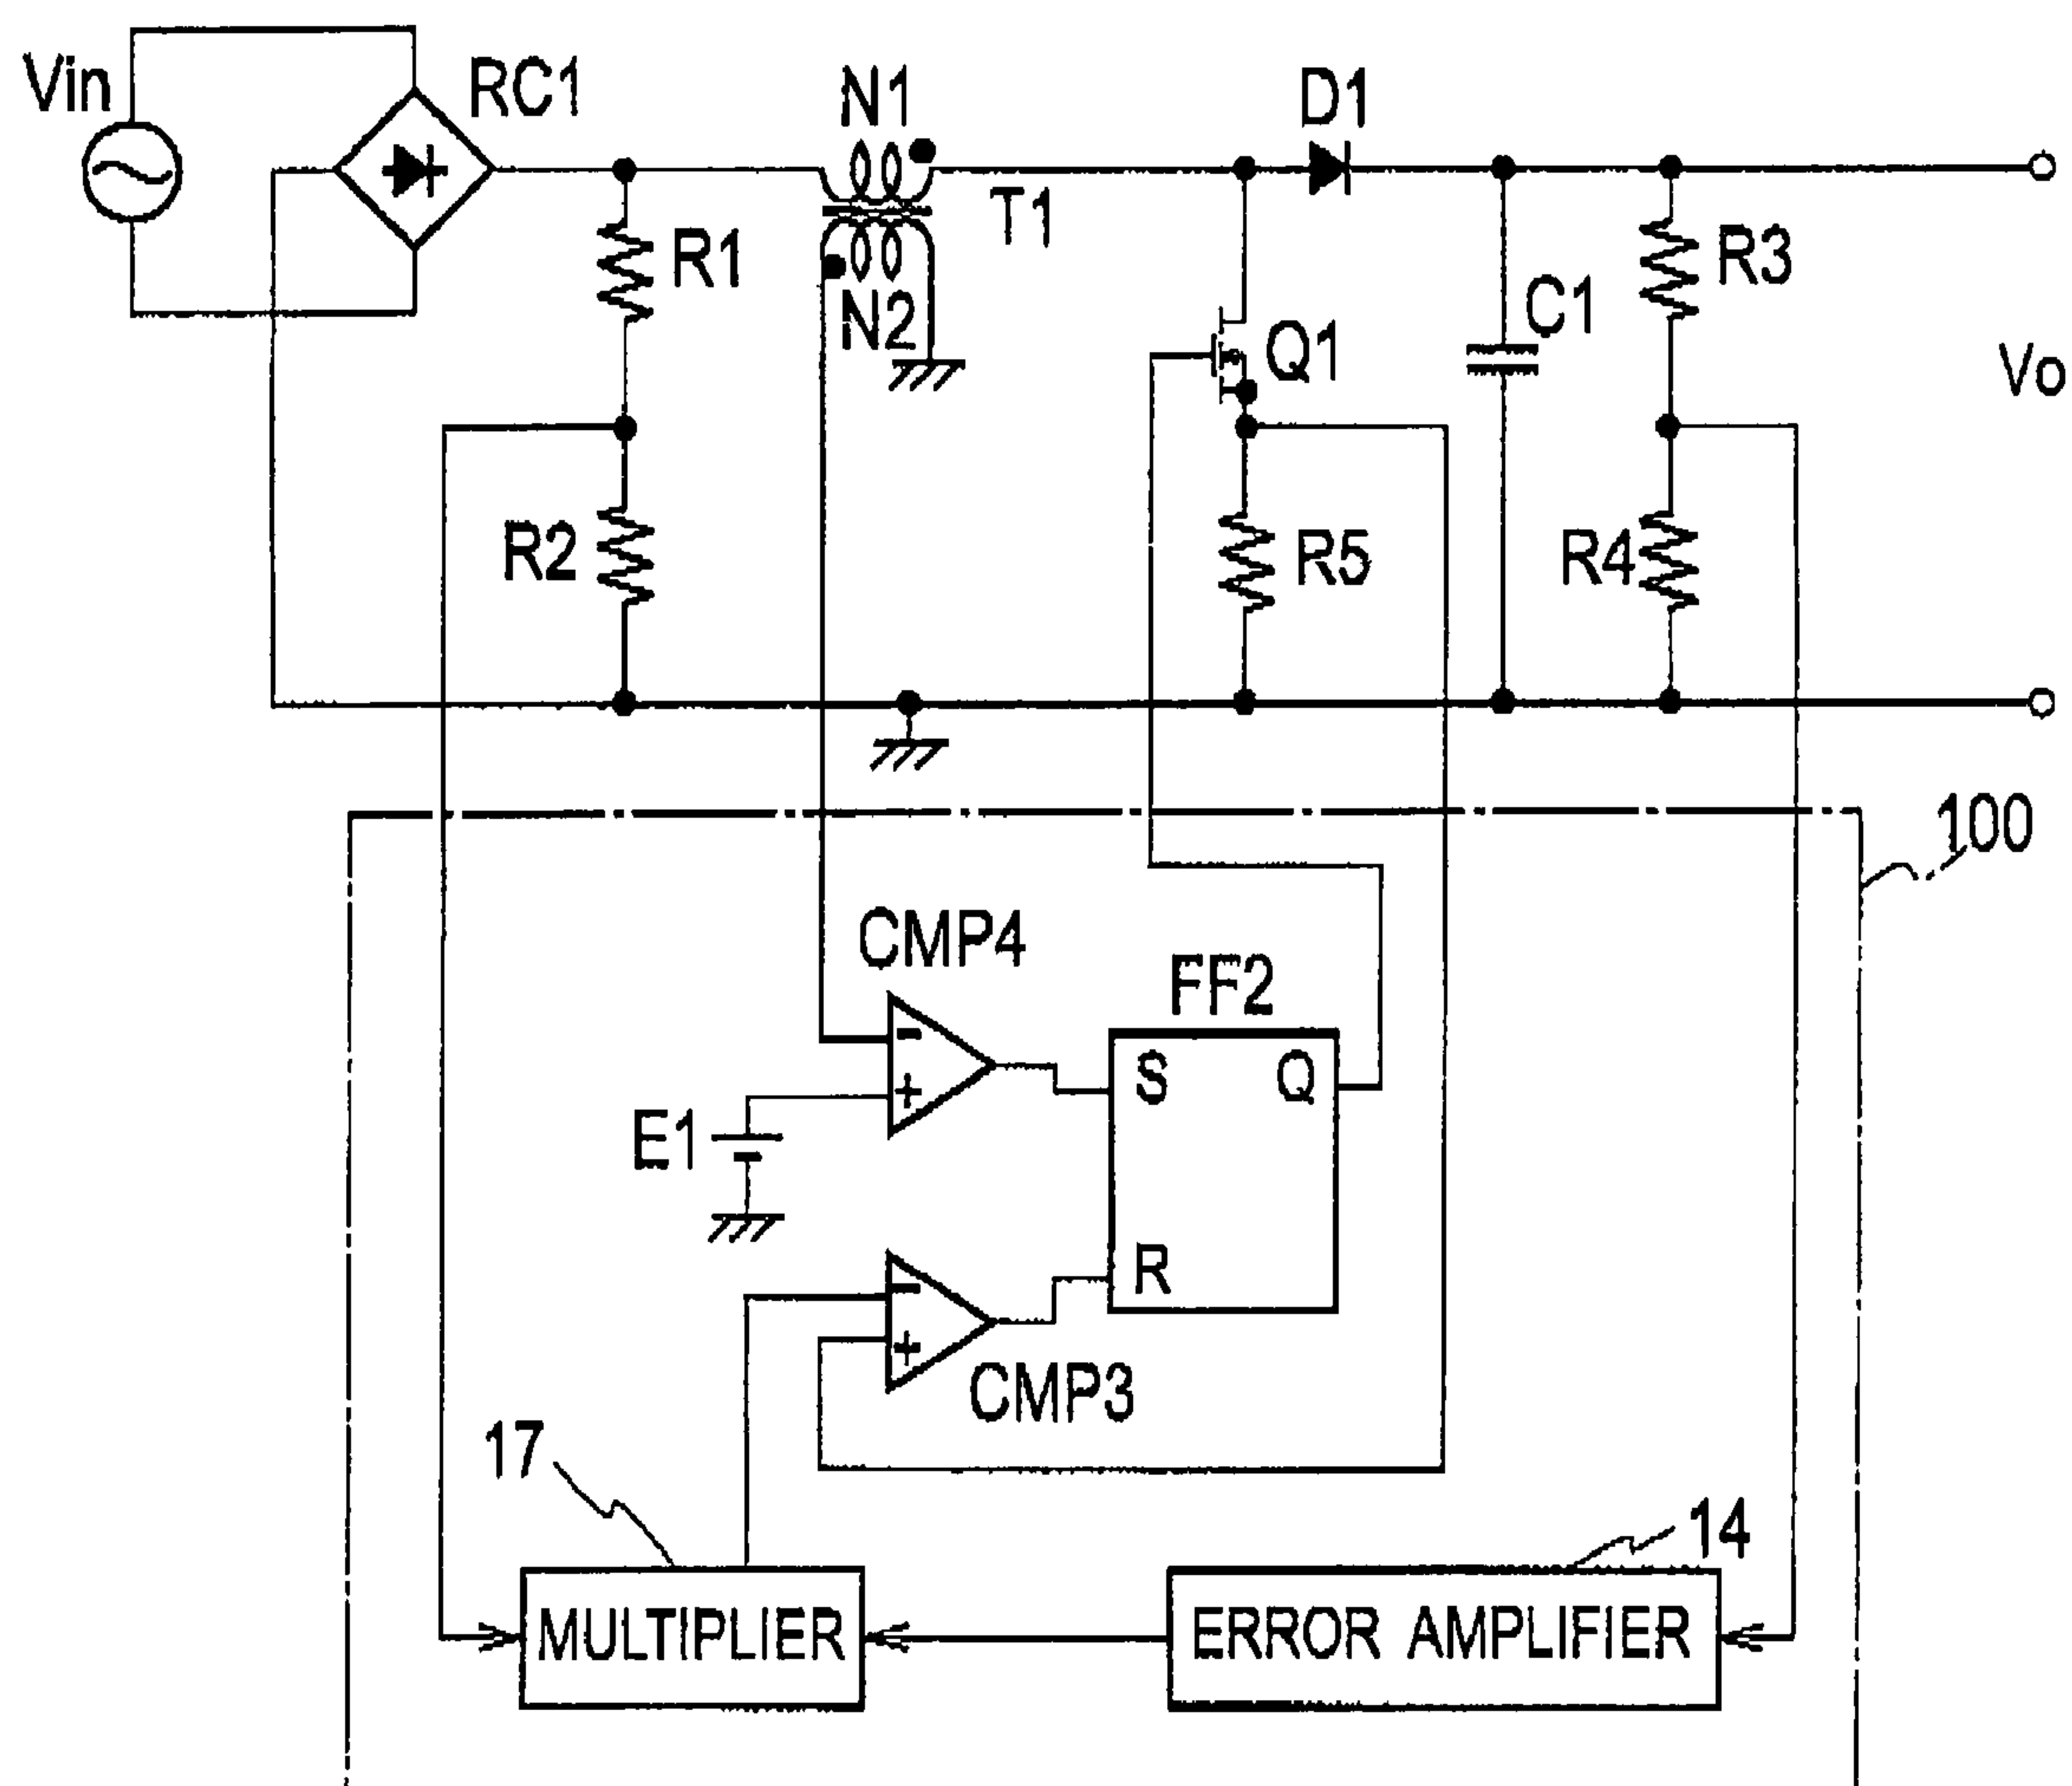 Vin
RC1
N1
D1
T1
R1
N2
Q1
C1
R3
Vo
R2
R5
R4
100
CMP4
FF2
-
+
S
Q
E1
R
-
+
CMP3
17
14
MULTIPLIER
ERROR AMPLIFIER